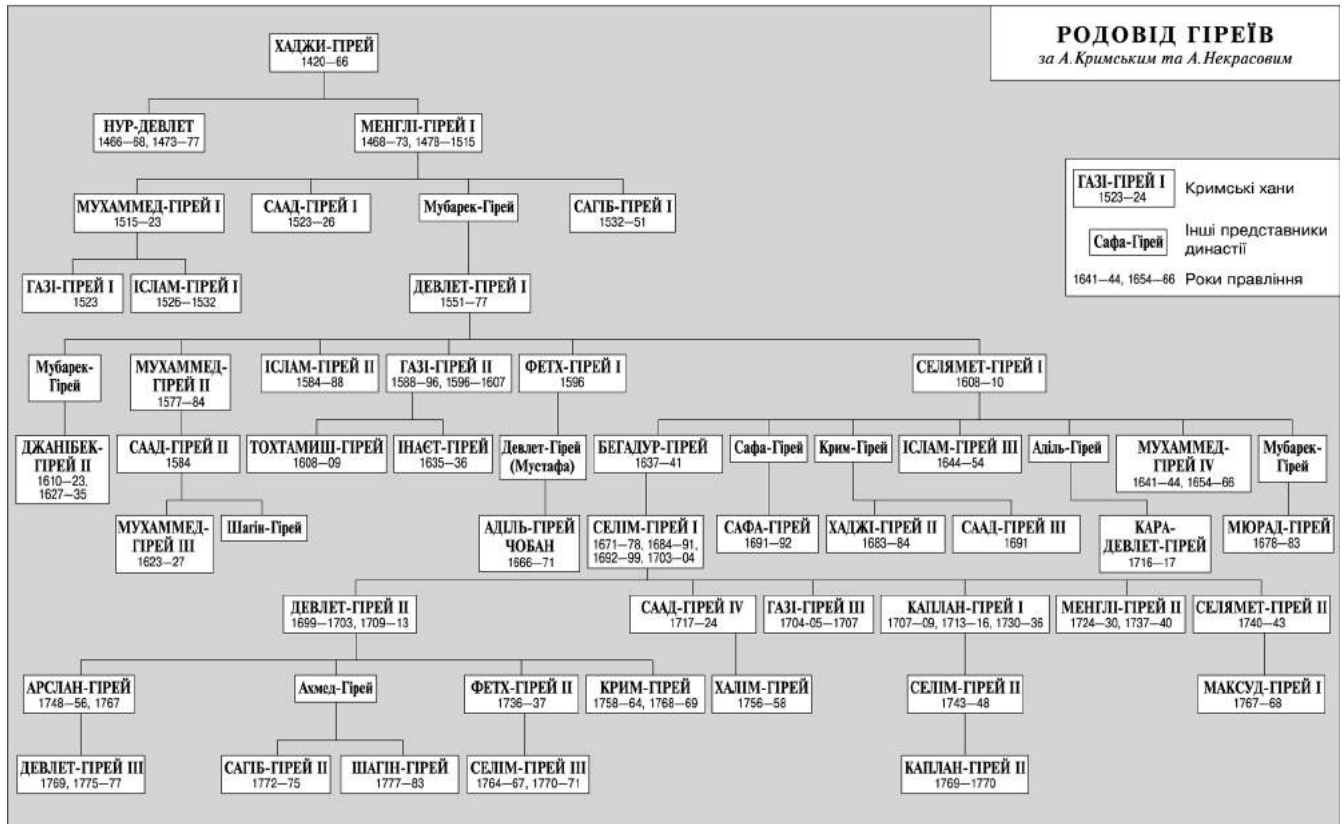 РОДОВІД ГІРЕЇВ
за А.Кримським та А.Некрасовим
ХАДЖИ-ГІРЕЙ
1420—66
НУР-ДЕВЛЕТ
1466—68, 1473—77
МЕНГЛІ-ГІРЕЙ I
1468—73, 1478—1515
ГАЗІ-ГІРЕЙ I
1523—24
Кримські хани
Сафа-Гірей
Інші представники
династії
1641—44, 1654—66 Роки правління
МУХАММЕД-ГІРЕЙ I
1515—23
СААД-ГІРЕЙ I
1523—26
Мубарек-Гірей
САГІБ-ГІРЕЙ I
1532—51
ГАЗІ-ГІРЕЙ I
1523
ІСЛАМ-ГІРЕЙ I
1526—1532
ДЕВЛЕТ-ГІРЕЙ I
1551—77
Мубарек-
Гірей
МУХАММЕД-
ГІРЕЙ II
1577—84
ІСЛАМ-ГІРЕЙ II
1584—88
ГАЗІ-ГІРЕЙ II
1588—96, 1596—1607
ФЕТХ-ГІРЕЙ I
1596
СЕЛЯМЕТ-ГІРЕЙ I
1608—10
ДЖАНІБЕК-
ГІРЕЙ II
1610—23,
1627—35
СААД-ГІРЕЙ II
1584
ТОХТАМИШ-ГІРЕЙ
1608—09
ІНАЄТ-ГІРЕЙ
1635—36
Девлет-Гірей
(Мустафа)
БЕГАДУР-ГІРЕЙ
1637—41
Сафа-Гірей
Крим-Гірей
ІСЛАМ-ГІРЕЙ III
1644—54
Аділь-Гірей
МУХАММЕД-
ГІРЕЙ IV
1641—44, 1654—66
Мубарек-
Гірей
МУХАММЕД-
ГІРЕЙ III
1623—27
Шагін-Гірей
АДІЛЬ-ГІРЕЙ
ЧОБАН
1666—71
СЕЛІМ-ГІРЕЙ I
1671—78, 1684—91,
1692—99, 1703—04
САФА-ГІРЕЙ
1691—92
ХАДЖІ-ГІРЕЙ II
1683—84
СААД-ГІРЕЙ III
1691
КАРА-
ДЕВЛЕТ-ГІРЕЙ
1716—17
МЮРАД-ГІРЕЙ
1678—83
ДЕВЛЕТ-ГІРЕЙ II
1699—1703, 1709—13
СААД-ГІРЕЙ IV
1717—24
ГАЗІ-ГІРЕЙ III
1704-05—1707
КАПЛАН-ГІРЕЙ I
1707—09, 1713—16, 1730—36
МЕНГЛІ-ГІРЕЙ II
1724—30, 1737—40
СЕЛЯМЕТ-ГІРЕЙ II
1740—43
АРСЛАН-ГІРЕЙ
1748—56, 1767
Ахмед-Гірей
ФЕТХ-ГІРЕЙ II
1736—37
КРИМ-ГІРЕЙ
1758—64, 1768—69
ХАЛІМ-ГІРЕЙ
1756—58
СЕЛІМ-ГІРЕЙ II
1743—48
МАКСУД-ГІРЕЙ I
1767—68
ДЕВЛЕТ-ГІРЕЙ III
1769, 1775—77
САГІБ-ГІРЕЙ II
1772—75
ШАГІН-ГІРЕЙ
1777—83
СЕЛІМ-ГІРЕЙ III
1764—67, 1770—71
КАПЛАН-ГІРЕЙ II
1769—1770